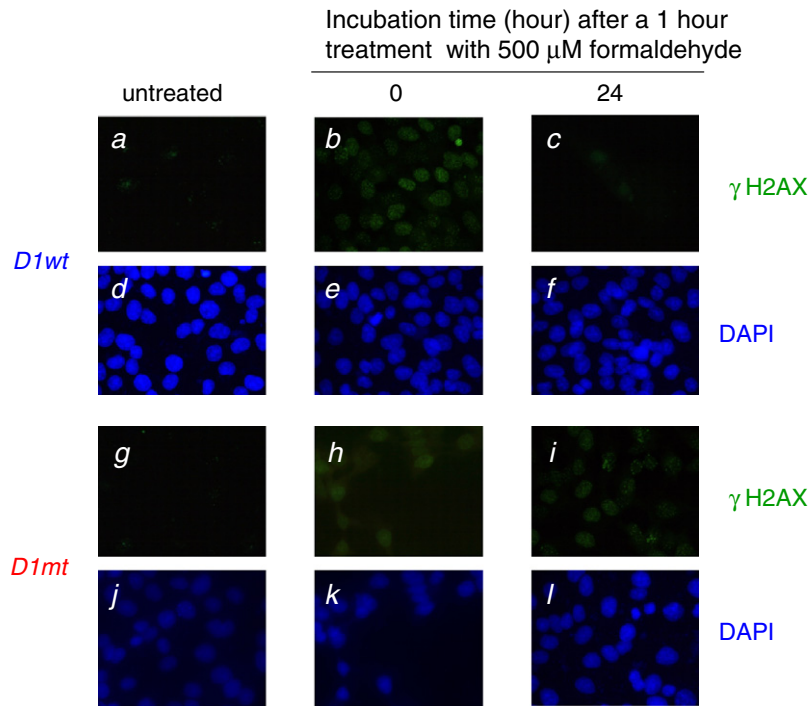 Incubation time (hour) after a 1 hour
treatment with 500 μM formaldehyde
untreated 0 24
a b c
γ H2AX
D1wt
d e f
DAPI
g h i
γ H2AX
D1mt
j k l
DAPI